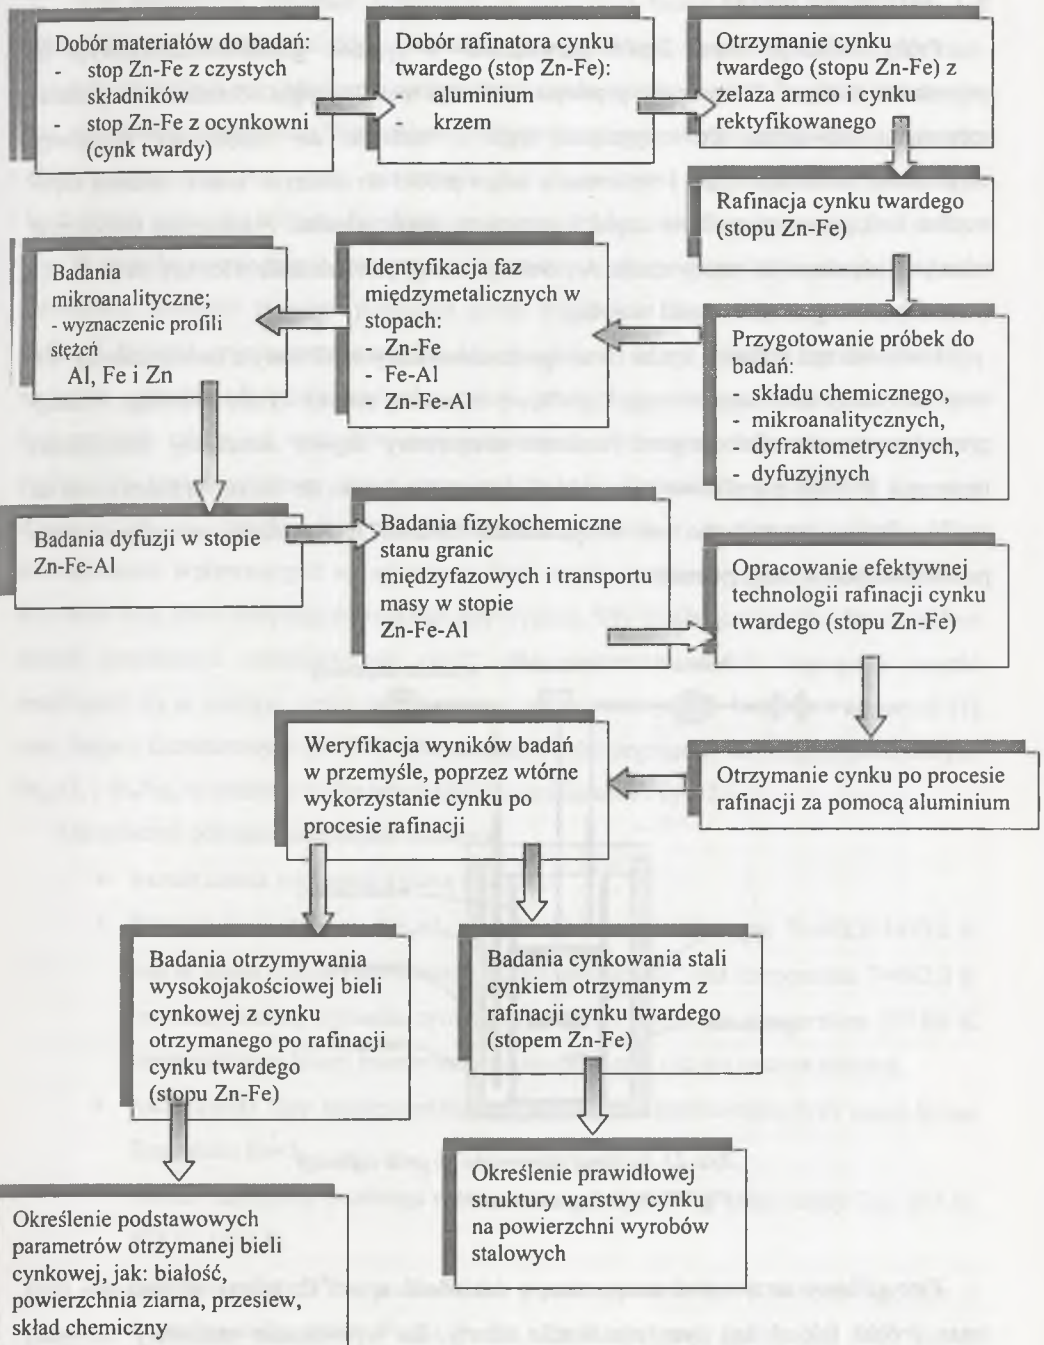 Dobór materiałów do badań:
- stop Zn-Fe z czystych
składników
- stop Zn-Fe z ocynkowni
(cynk twardy)
Dobór rafinatora cynku
twardego (stop Zn-Fe):
- aluminium
- krzem
Otrzymanie cynku
twardego (stopu Zn-Fe) z
żelaza armco i cynku
rektyfikowanego
Rafinacja cynku twardego
(stopu Zn-Fe)
Przygotowanie próbek do
badań:
- składu chemicznego,
- mikroanalitycznych,
- dyfraktometrycznych,
- dyfuzyjnych
Identyfikacja faz
międzymetalicznych w
stopach:
- Zn-Fe
- Fe-Al
- Zn-Fe-Al
Badania
mikroanalityczne;
- wyznaczenie profili
stężeń
Al, Fe i Zn
Badania dyfuzji w stopie
Zn-Fe-Al
Badania fizykochemiczne
stanu granic
międzyfazowych i transportu
masy w stopie
Zn-Fe-Al
Opracowanie efektywnej
technologii rafinacji cynku
twardego (stopu Zn-Fe)
Otrzymanie cynku po procesie
rafinacji za pomocą aluminium
Weryfikacja wyników badań
w przemyśle, poprzez wtórne
wykorzystanie cynku po
procesie rafinacji
Badania otrzymywania
wysokojakościowej bieli
cynkowej z cynku
otrzymanego po rafinacji
cynku twardego
(stopu Zn-Fe)
Badania cynkowania stali
cynkiem otrzymanym z
rafinacji cynku twardego
(stopem Zn-Fe)
Określenie podstawowych
parametrów otrzymanej bieli
cynkowej, jak: białość,
powierzchnia ziarna, przesiew,
skład chemiczny
Określenie prawidłowej
struktury warstwy cynku
na powierzchni wyrobów
stalowych